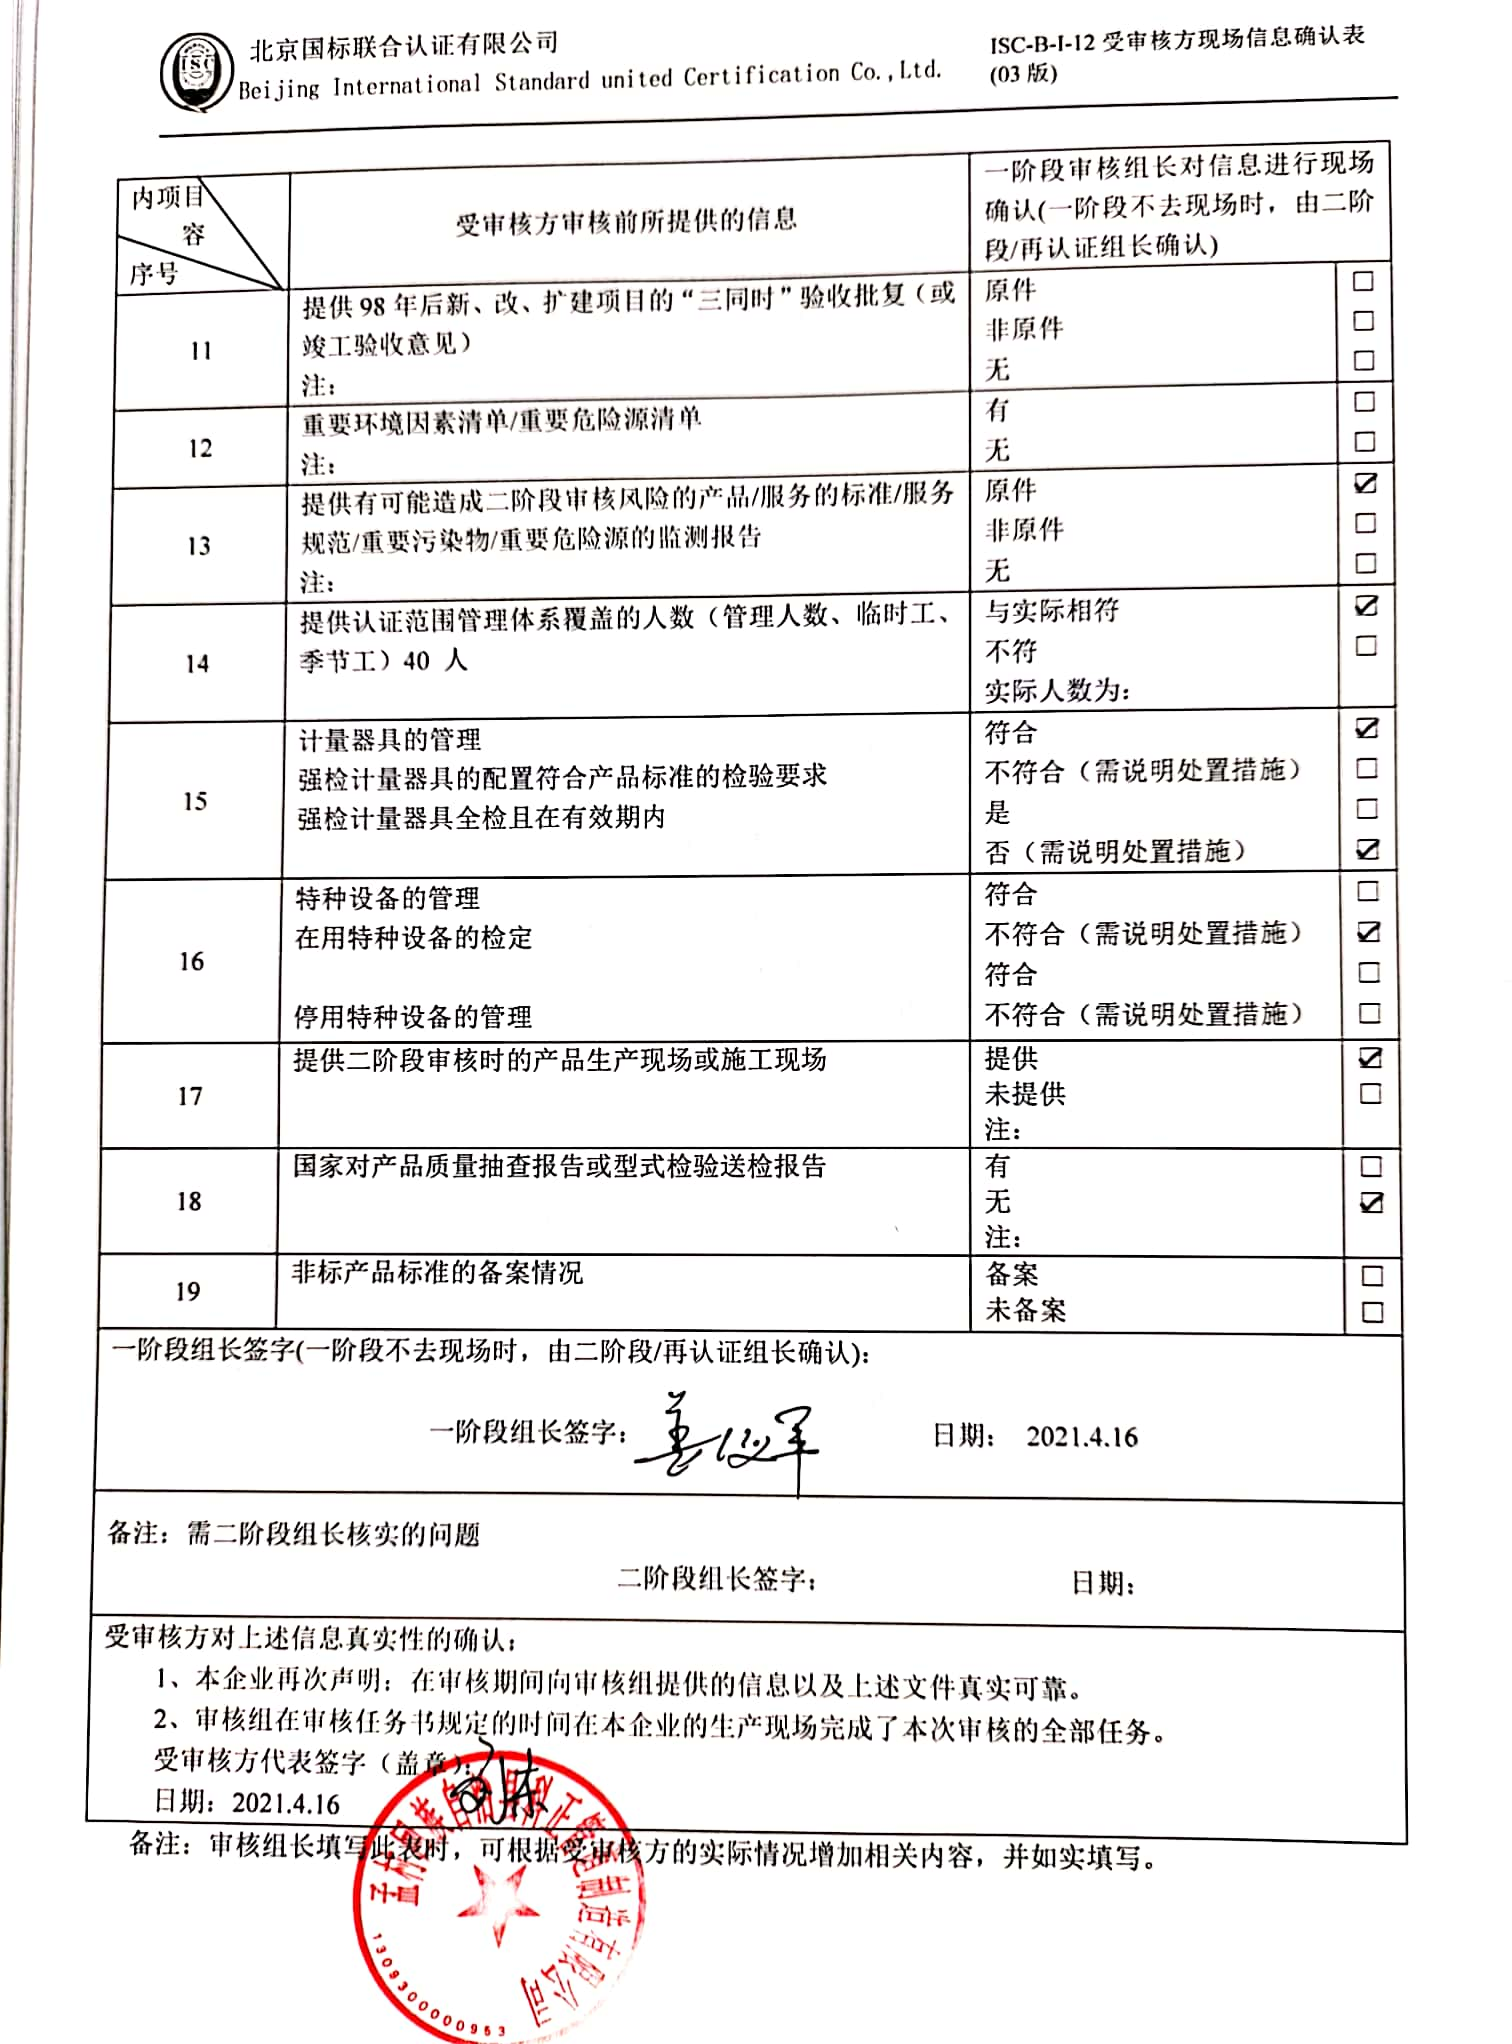 北京国标联合认证有限公司
ISC-B-I-12 受审核方现场信息确认表
Beijing International Standard united Certification Co.,Ltd.
(03 版)
ISC
内项目
容
序号
受审核方审核前所提供的信息
一阶段审核组长对信息进行现场
确认(一阶段不去现场时，由二阶
段/再认证组长确认)
11
提供 98 年后新、改、扩建项目的“三同时”验收批复（或
竣工验收意见）
注：
原件 □
非原件 □
无 □
12
重要环境因素清单/重要危险源清单
注：
有 □
无 □
13
提供有可能造成二阶段审核风险的产品/服务的标准/服务
规范/重要污染物/重要危险源的监测报告
注：
原件 ☑
非原件 □
无 □
14
提供认证范围管理体系覆盖的人数（管理人数、临时工、
季节工）40 人
与实际相符 ☑
不符 □
实际人数为：
15
计量器具的管理
强检计量器具的配置符合产品标准的检验要求
强检计量器具全检且在有效期内
符合 ☑
不符合（需说明处置措施） □
是 □
否（需说明处置措施） ☑
16
特种设备的管理
在用特种设备的检定
停用特种设备的管理
符合 □
不符合（需说明处置措施） ☑
符合 □
不符合（需说明处置措施） □
17
提供二阶段审核时的产品生产现场或施工现场
提供 ☑
未提供 □
注：
18
国家对产品质量抽查报告或型式检验送检报告
有 □
无 ☑
注：
19
非标产品标准的备案情况
备案 □
未备案 □
一阶段组长签字(一阶段不去现场时，由二阶段/再认证组长确认)：
一阶段组长签字：姜俊军 日期： 2021.4.16
备注：需二阶段组长核实的问题
二阶段组长签字： 日期：
受审核方对上述信息真实性的确认：
1、本企业再次声明：在审核期间向审核组提供的信息以及上述文件真实可靠。
2、审核组在审核任务书规定的时间在本企业的生产现场完成了本次审核的全部任务。
受审核方代表签字（盖章）：
日期：2021.4.16
备注：审核组长填写此表时，可根据受审核方的实际情况增加相关内容，并如实填写。
孟村回族自治县科正管道制造有限公司
1309300000953